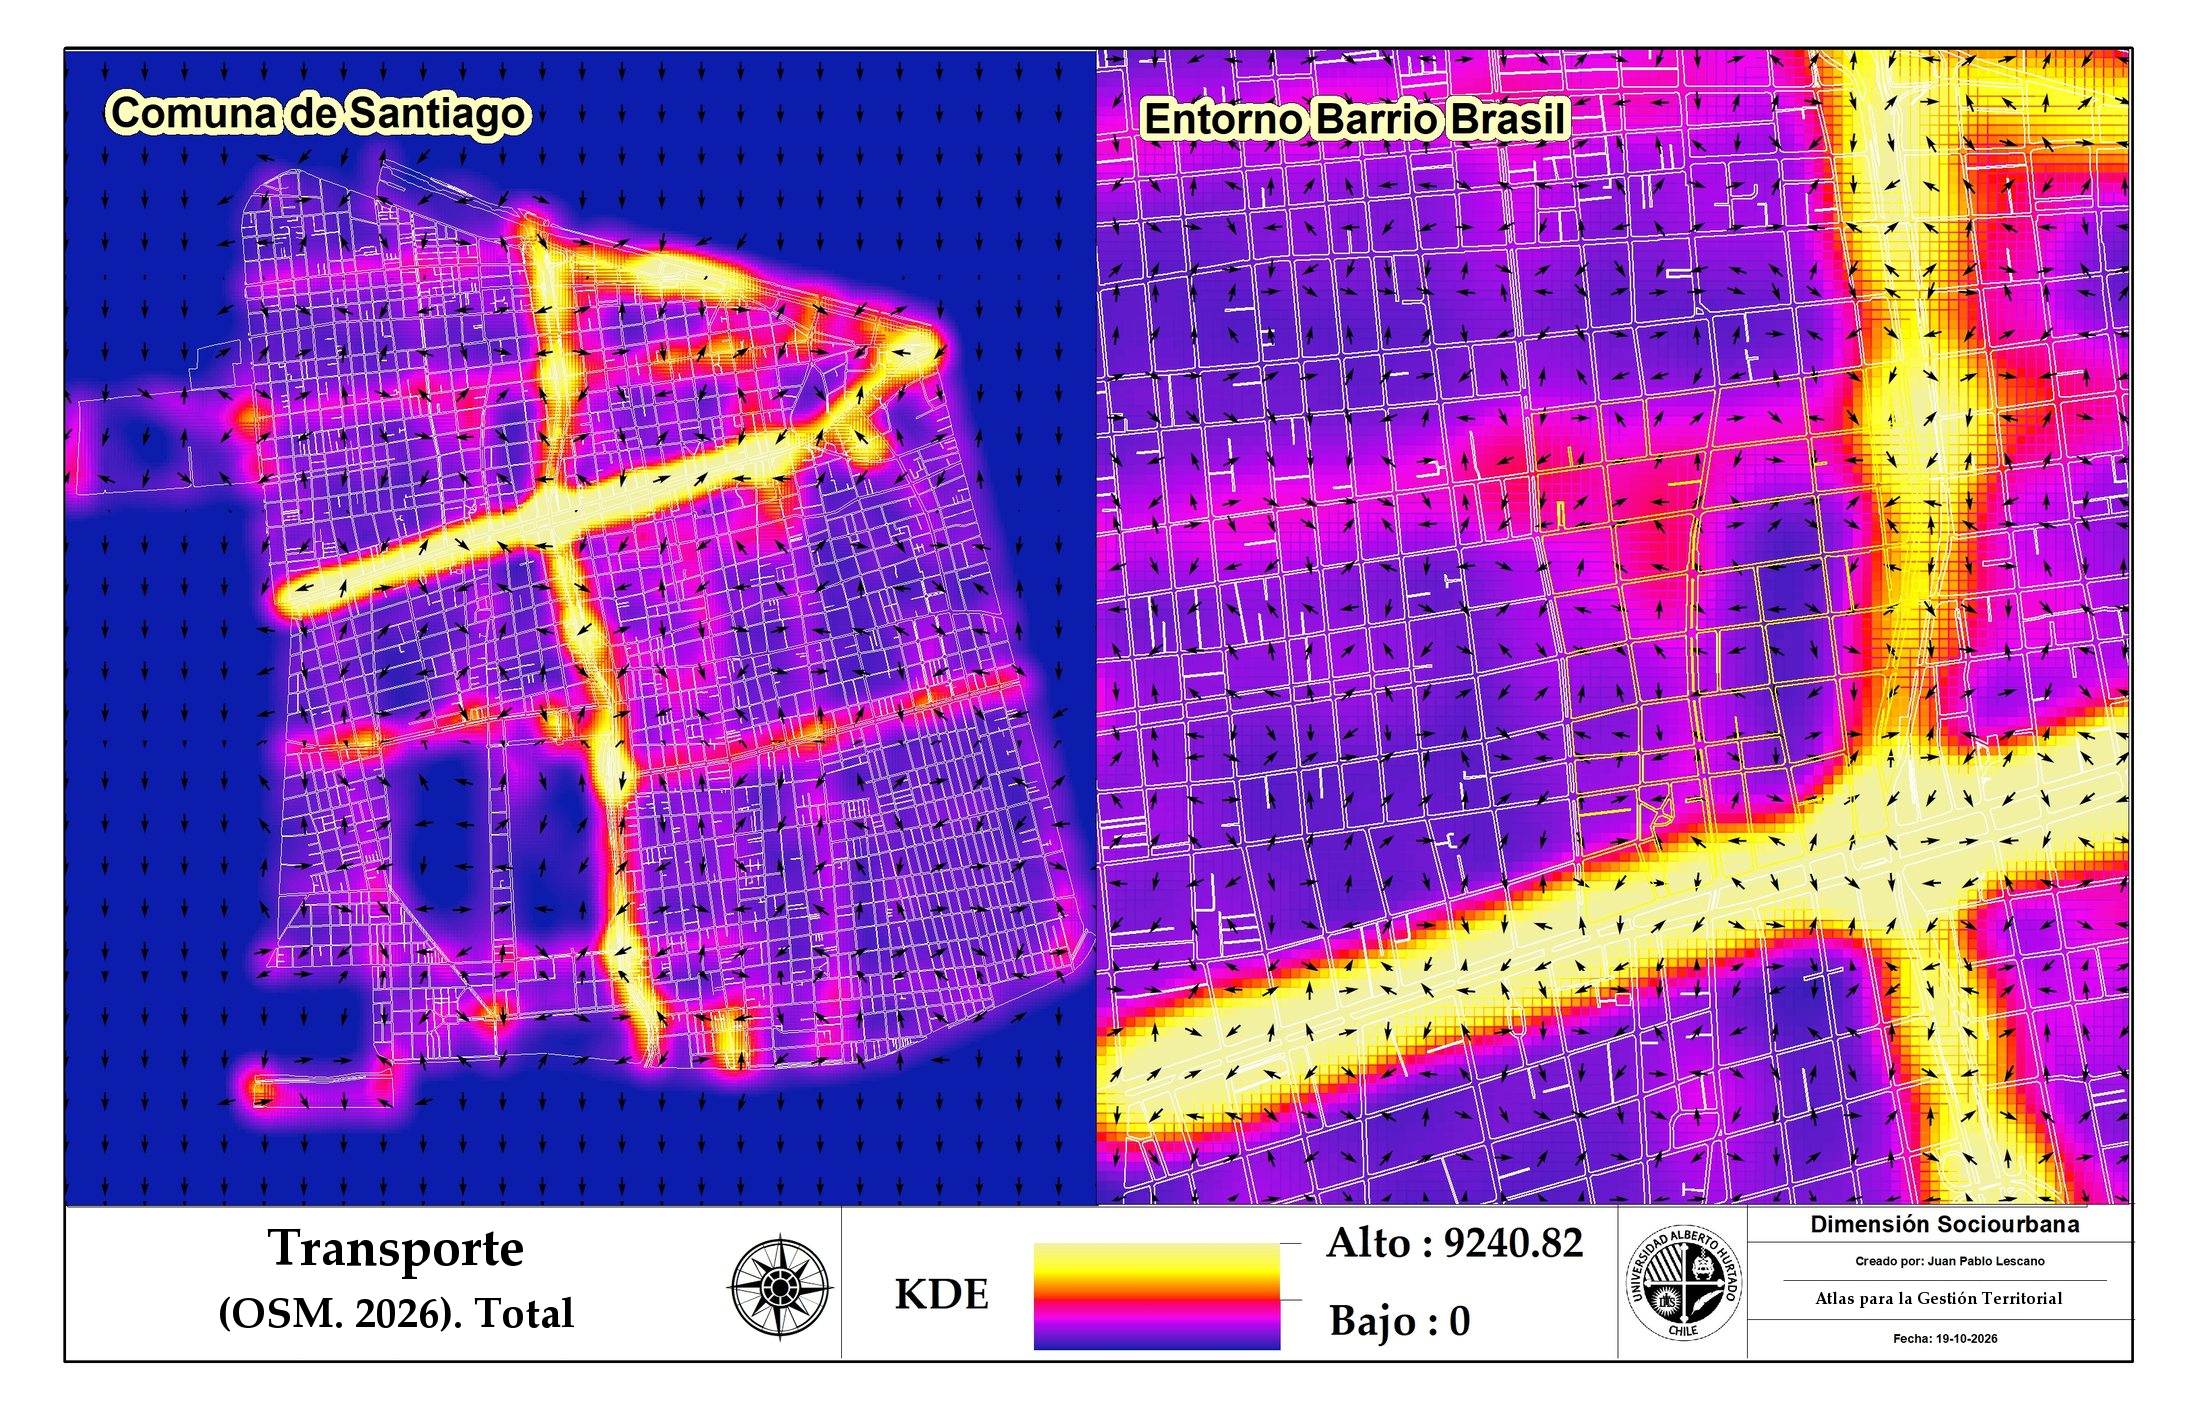 Comuna de Santiago
Entorno Barrio Brasil
Transporte
(OSM. 2026). Total
KDE
Alto : 9240.82
Bajo : 0
UNIVERSIDAD ALBERTO HURTADO
CHILE
Dimensión Sociourbana
Creado por: Juan Pablo Lescano
Atlas para la Gestión Territorial
Fecha: 19-10-2026